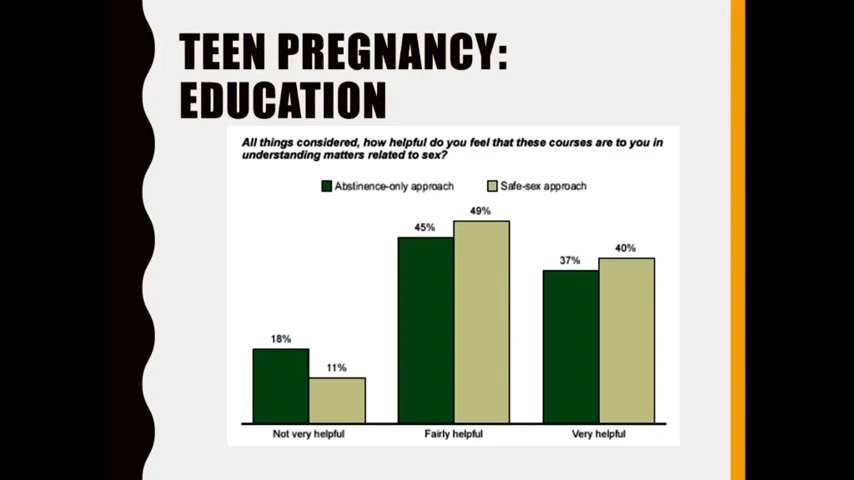 TEEN PREGNANCY:
EDUCATION
All things considered, how helpful do you feel that these courses are to you in
understanding matters related to sex?
Abstinence-only approach Safe-sex approach
49%
45%
40%
37%
18%
11%
Not very helpful Fairly helpful Very helpful